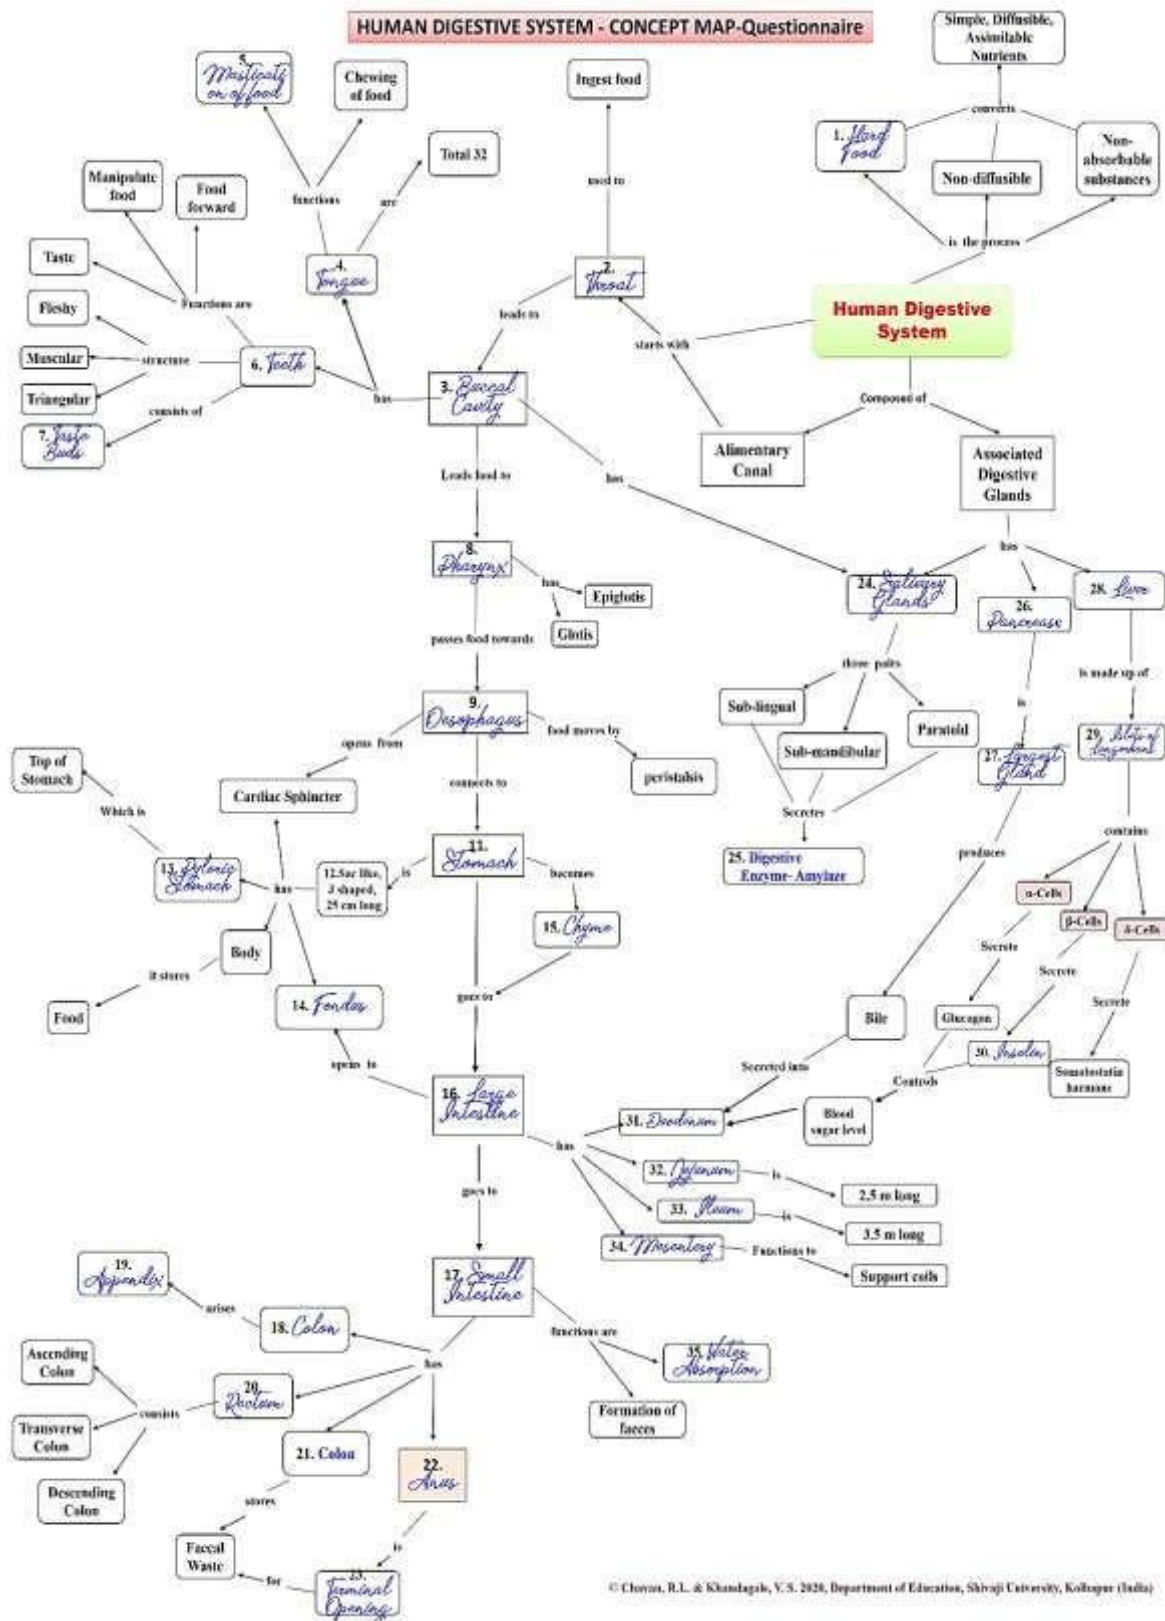 HUMAN DIGESTIVE SYSTEM - CONCEPT MAP-Questionnaire
Simple, Diffusible,
Assimilable
Nutrients
converts
1. Hard
Food
Non-diffusible
Non-
absorbable
substances
is the process
Human Digestive
System
5.
Masticati
on of food
Chewing
of food
Ingest food
Total 32
used to
functions
are
Manipulate
food
Food
forward
Taste
4.
Tongue
2.
Throat
Functions are
Fleshy
leads to
starts with
Muscular
structure
6. Teeth
Triangular
consists of
has
3. Buccal
Cavity
7. Taste
Buds
Composed of
Alimentary
Canal
Associated
Digestive
Glands
Leads food to
has
has
8.
Pharynx
has
Epiglotis
Glotis
24. Salivary
Glands
26.
Pancrease
28. Liver
passes food towards
three pairs
is made up of
Sub-lingual
Sub-mandibular
Paratoid
is
9.
Oesophagus
opens from
food moves by
peristalsis
27. Largest
Gland
29. Islets of
Langerhans
Top of
Stomach
Cardiac Sphincter
connects to
Which is
Secretes
11.
Stomach
produces
contains
13. Pyloric
Stomach
has
12.Sac like,
J shaped,
25 cm long
is
becomes
25. Digestive
Enzyme- Amylaze
α-Cells
β-Cells
δ-Cells
15. Chyme
Body
it stores
Food
14. Fondus
goes to
Secrete
Secrete
Secrete
Bile
Glucagon
30. Insolin
Somatostatin
harmone
opens to
Secreted into
Controls
16. Large
Intestine
has
31. Duodenum
Blood
sugar level
32. Jejunum
is
2.5 m long
33. Ileum
is
3.5 m long
34. Mesentery
Functions to
Support coils
goes to
17. Small
Intestine
19.
Appendix
arises
18. Colon
functions are
35. Water
Absorption
Formation of
faeces
has
Ascending
Colon
20.
Rectum
consists
Transverse
Colon
Descending
Colon
21. Colon
22.
Anus
stores
Faecal
Waste
is
for
23.
Terminal
Opening
© Chavan, R.L. & Khandagale, V. S. 2020, Department of Education, Shivaji University, Kolhapur (India)